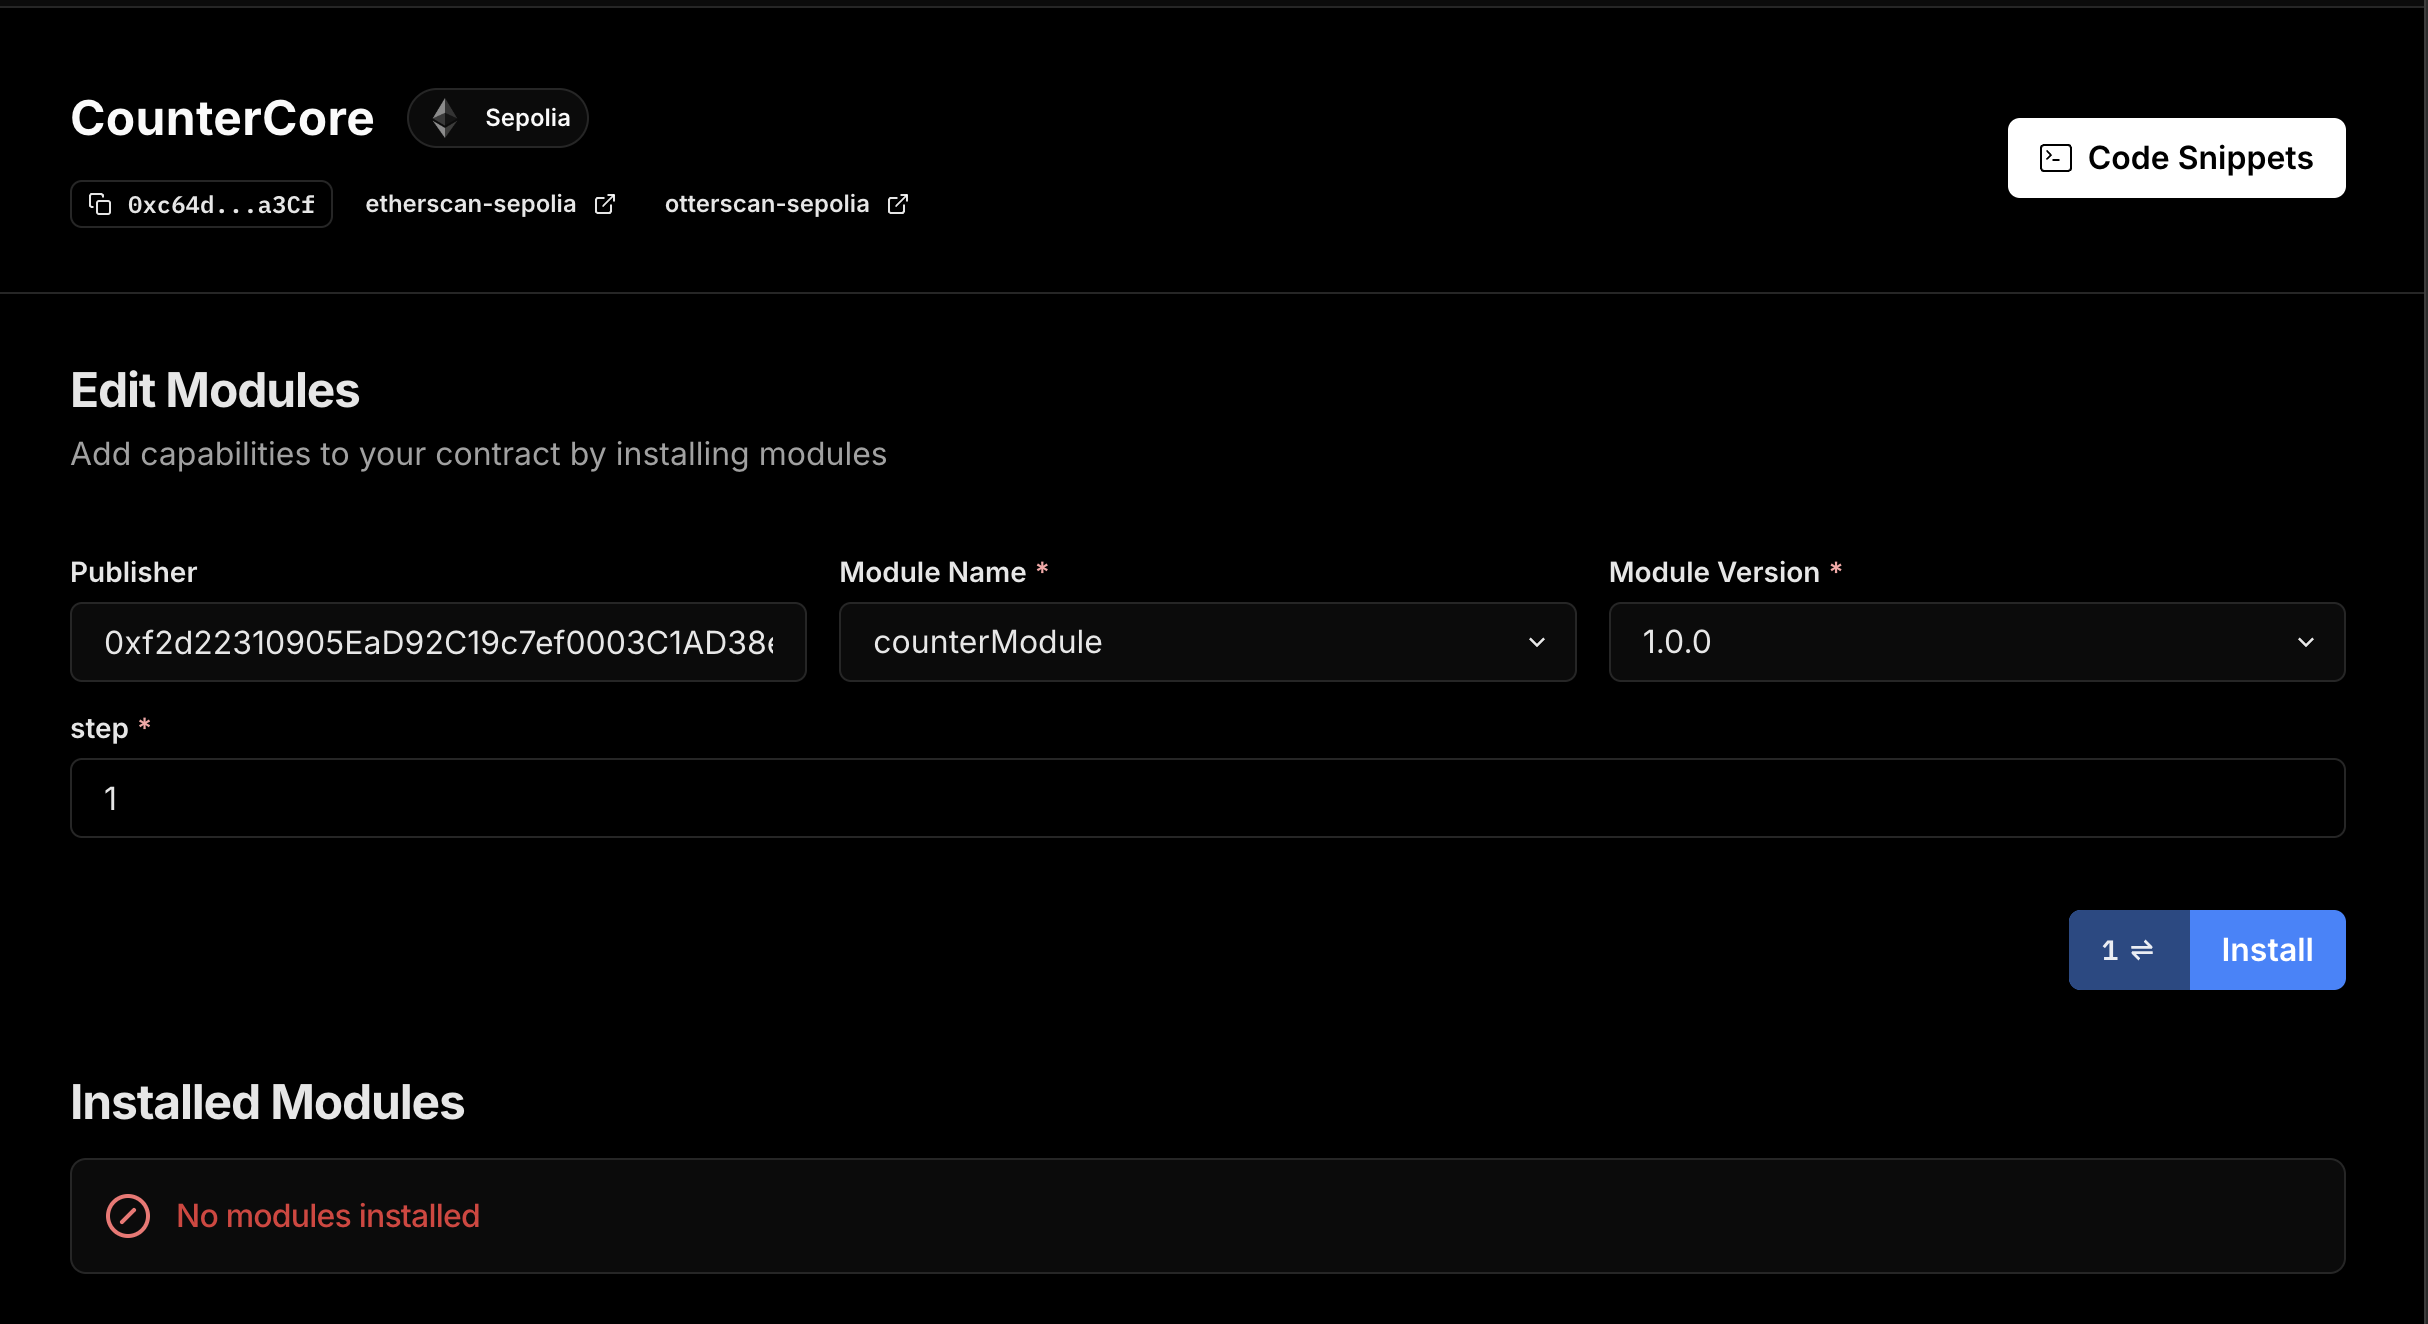 CounterCore
Sepolia
Code Snippets
0xc64d...a3Cf
etherscan-sepolia
otterscan-sepolia
Edit Modules
Add capabilities to your contract by installing modules
Publisher
Module Name *
Module Version *
0xf2d22310905EaD92C19c7ef0003C1AD38e
counterModule
1.0.0
step *
1
1 ⇌
Install
Installed Modules
No modules installed